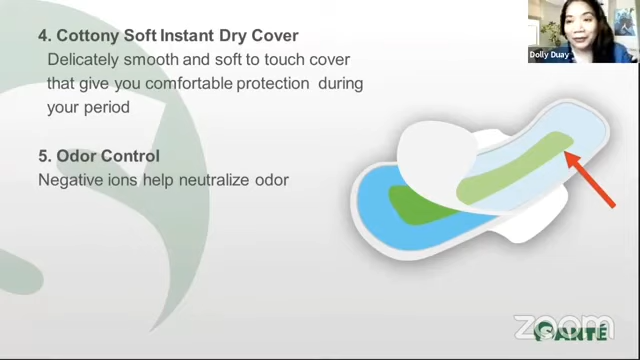 4. Cottony Soft Instant Dry Cover
Delicately smooth and soft to touch cover
that give you comfortable protection during
your period
5. Odor Control
Negative ions help neutralize odor
Dolly Duay
zoom
SANTÉ